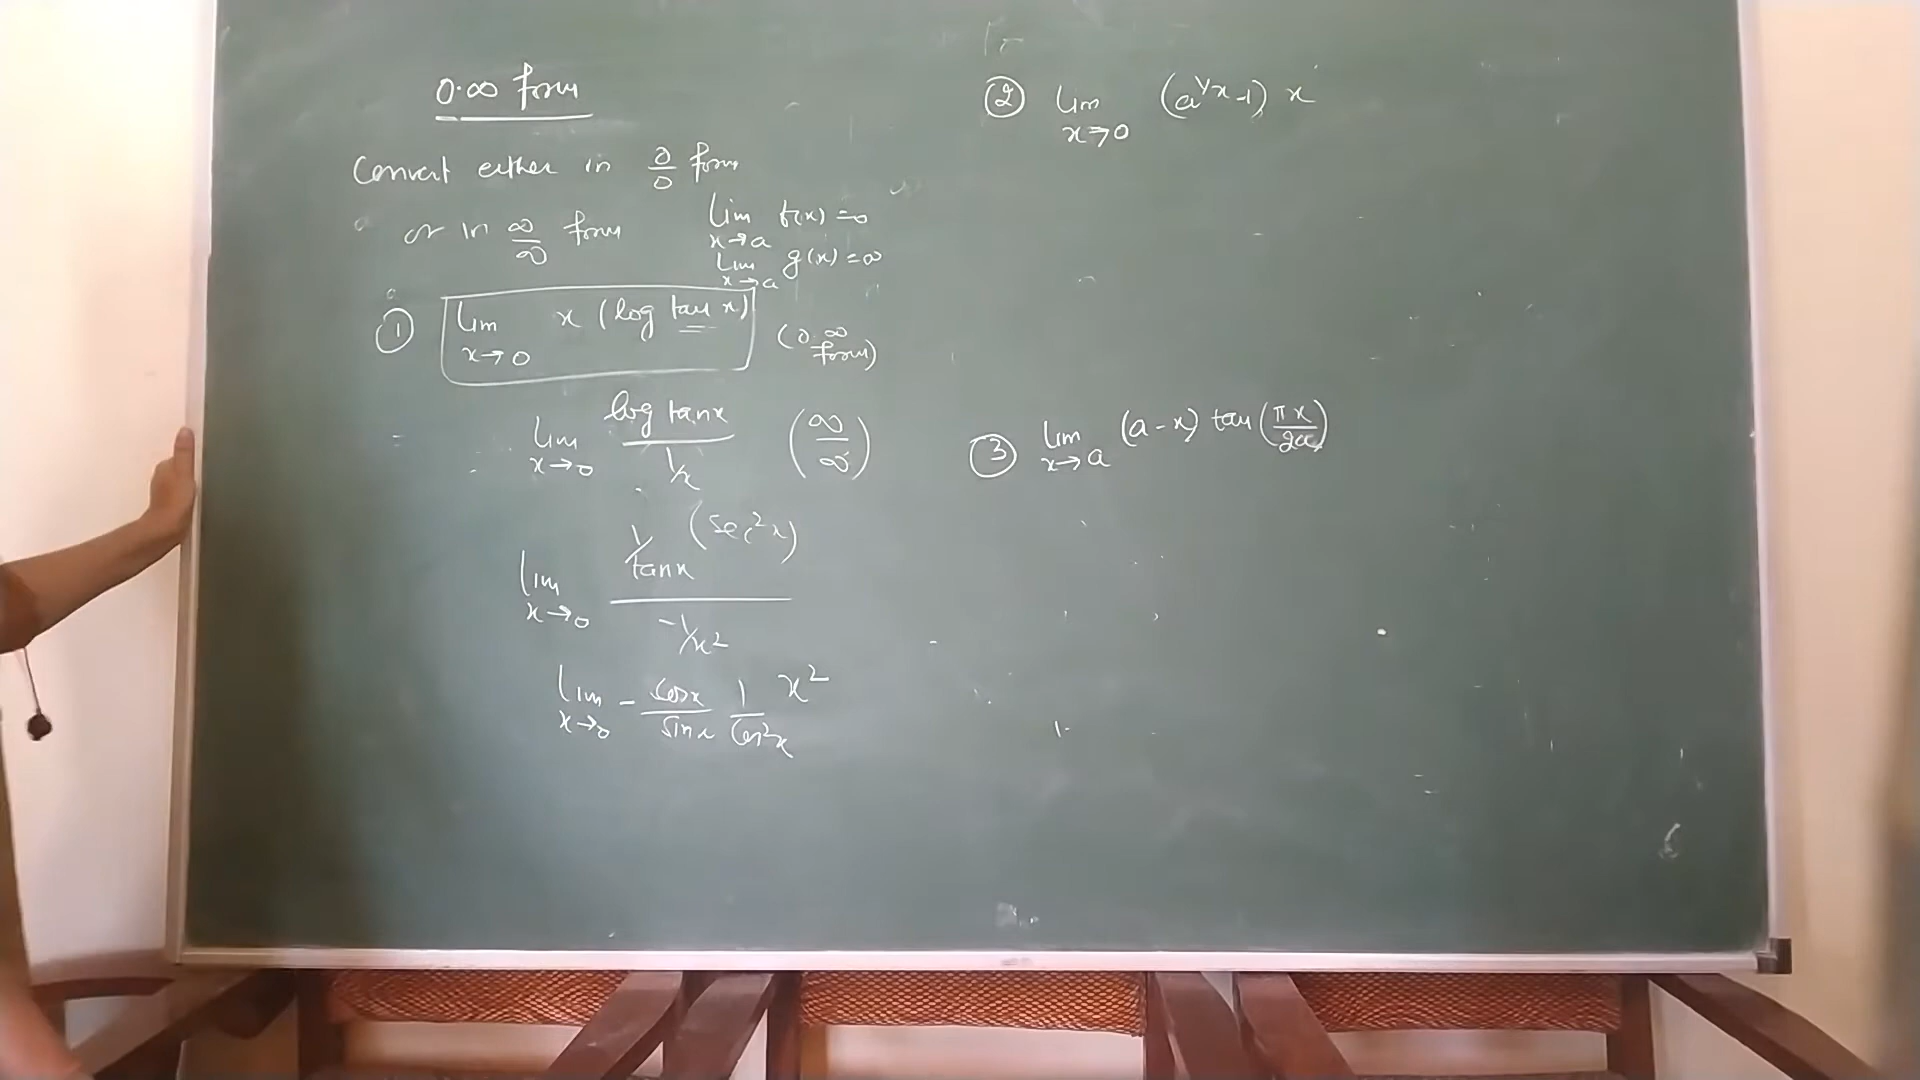 0·∞ form
Convert either in 0/0 form
or in ∞/∞ form
lim x→a f(x) = 0
lim x→a g(x) = ∞
① lim x→0 x (log tan x) (0·∞ form)
= lim x→0 log tanx / 1/x (∞/∞)
lim x→0 1/tanx (sec²x) / -1/x²
lim x→0 - cosx/sinx 1/cos²x x²
② lim x→0 (a^1/x -1) x
③ lim x→a (a-x) tan(πx/2a)